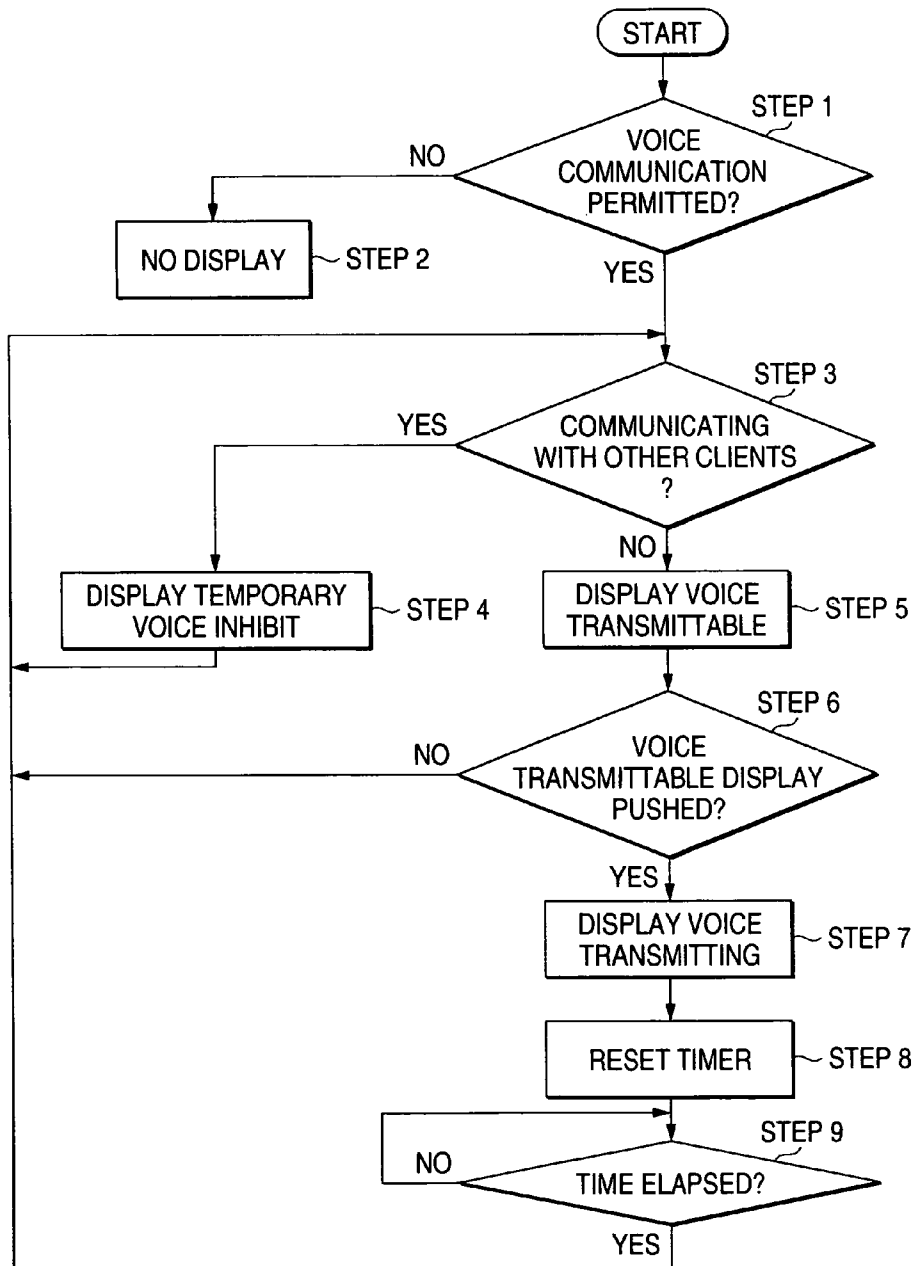 START
STEP 1
VOICE
COMMUNICATION
PERMITTED?
NO
NO DISPLAY
STEP 2
YES
STEP 3
YES
COMMUNICATING
WITH OTHER CLIENTS
?
NO
DISPLAY TEMPORARY
VOICE INHIBIT
STEP 4
DISPLAY VOICE
TRANSMITTABLE
STEP 5
STEP 6
NO
VOICE
TRANSMITTABLE DISPLAY
PUSHED?
YES
DISPLAY VOICE
TRANSMITTING
STEP 7
RESET TIMER
STEP 8
STEP 9
NO
TIME ELAPSED?
YES